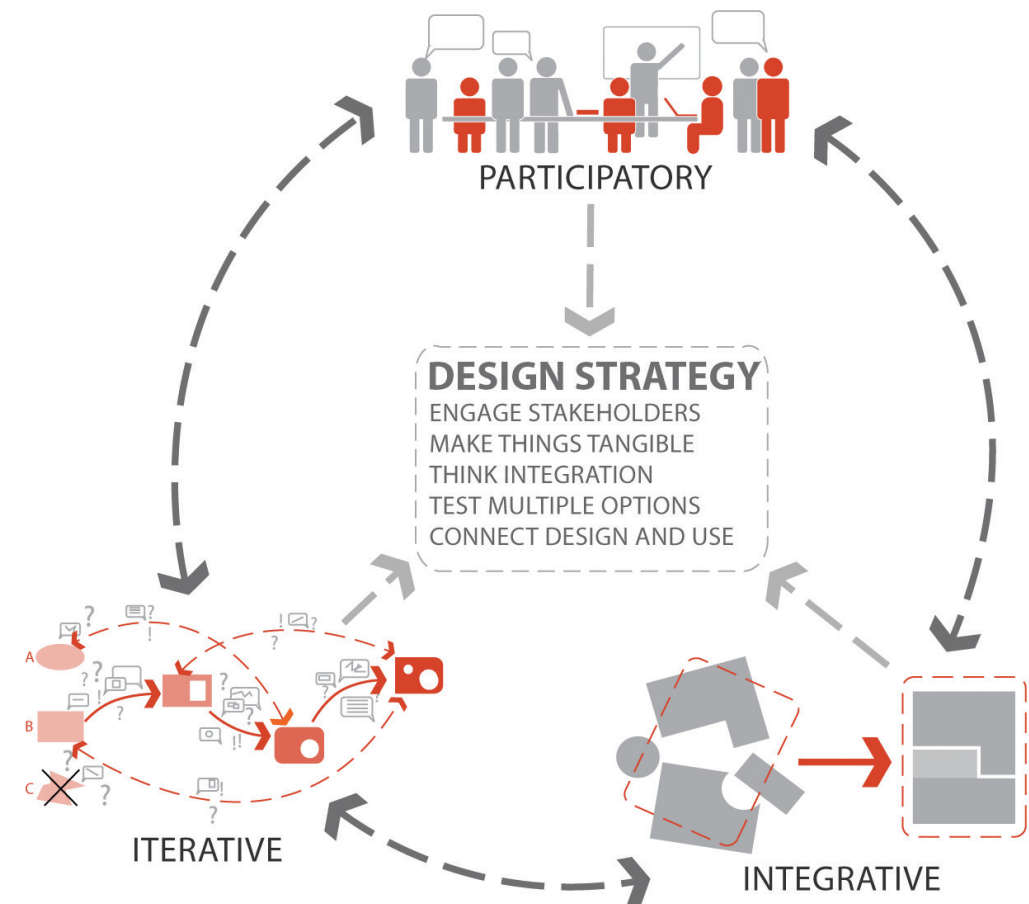 PARTICIPATORY
DESIGN STRATEGY
ENGAGE STAKEHOLDERS
MAKE THINGS TANGIBLE
THINK INTEGRATION
TEST MULTIPLE OPTIONS
CONNECT DESIGN AND USE
? ? ! ! ?
?
A
? ?
? !
?
B
?
? !!
?
C
?
! ?
ITERATIVE
INTEGRATIVE